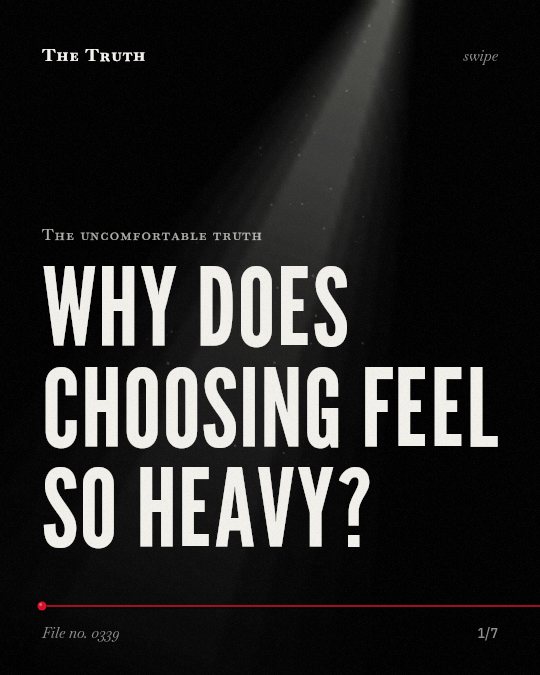 The Truth
swipe
The uncomfortable truth
WHY DOES
CHOOSING FEEL
SO HEAVY?
File no. 0339
1/7